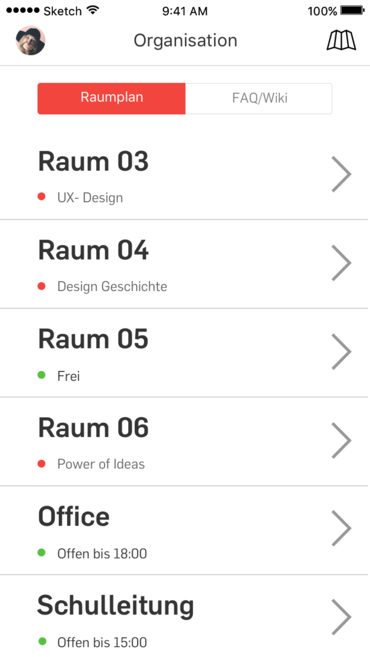 Sketch 9:41 AM 100%
Organisation
Raumplan FAQ/Wiki
Raum 03
UX- Design
Raum 04
Design Geschichte
Raum 05
Frei
Raum 06
Power of Ideas
Office
Offen bis 18:00
Schulleitung
Offen bis 15:00